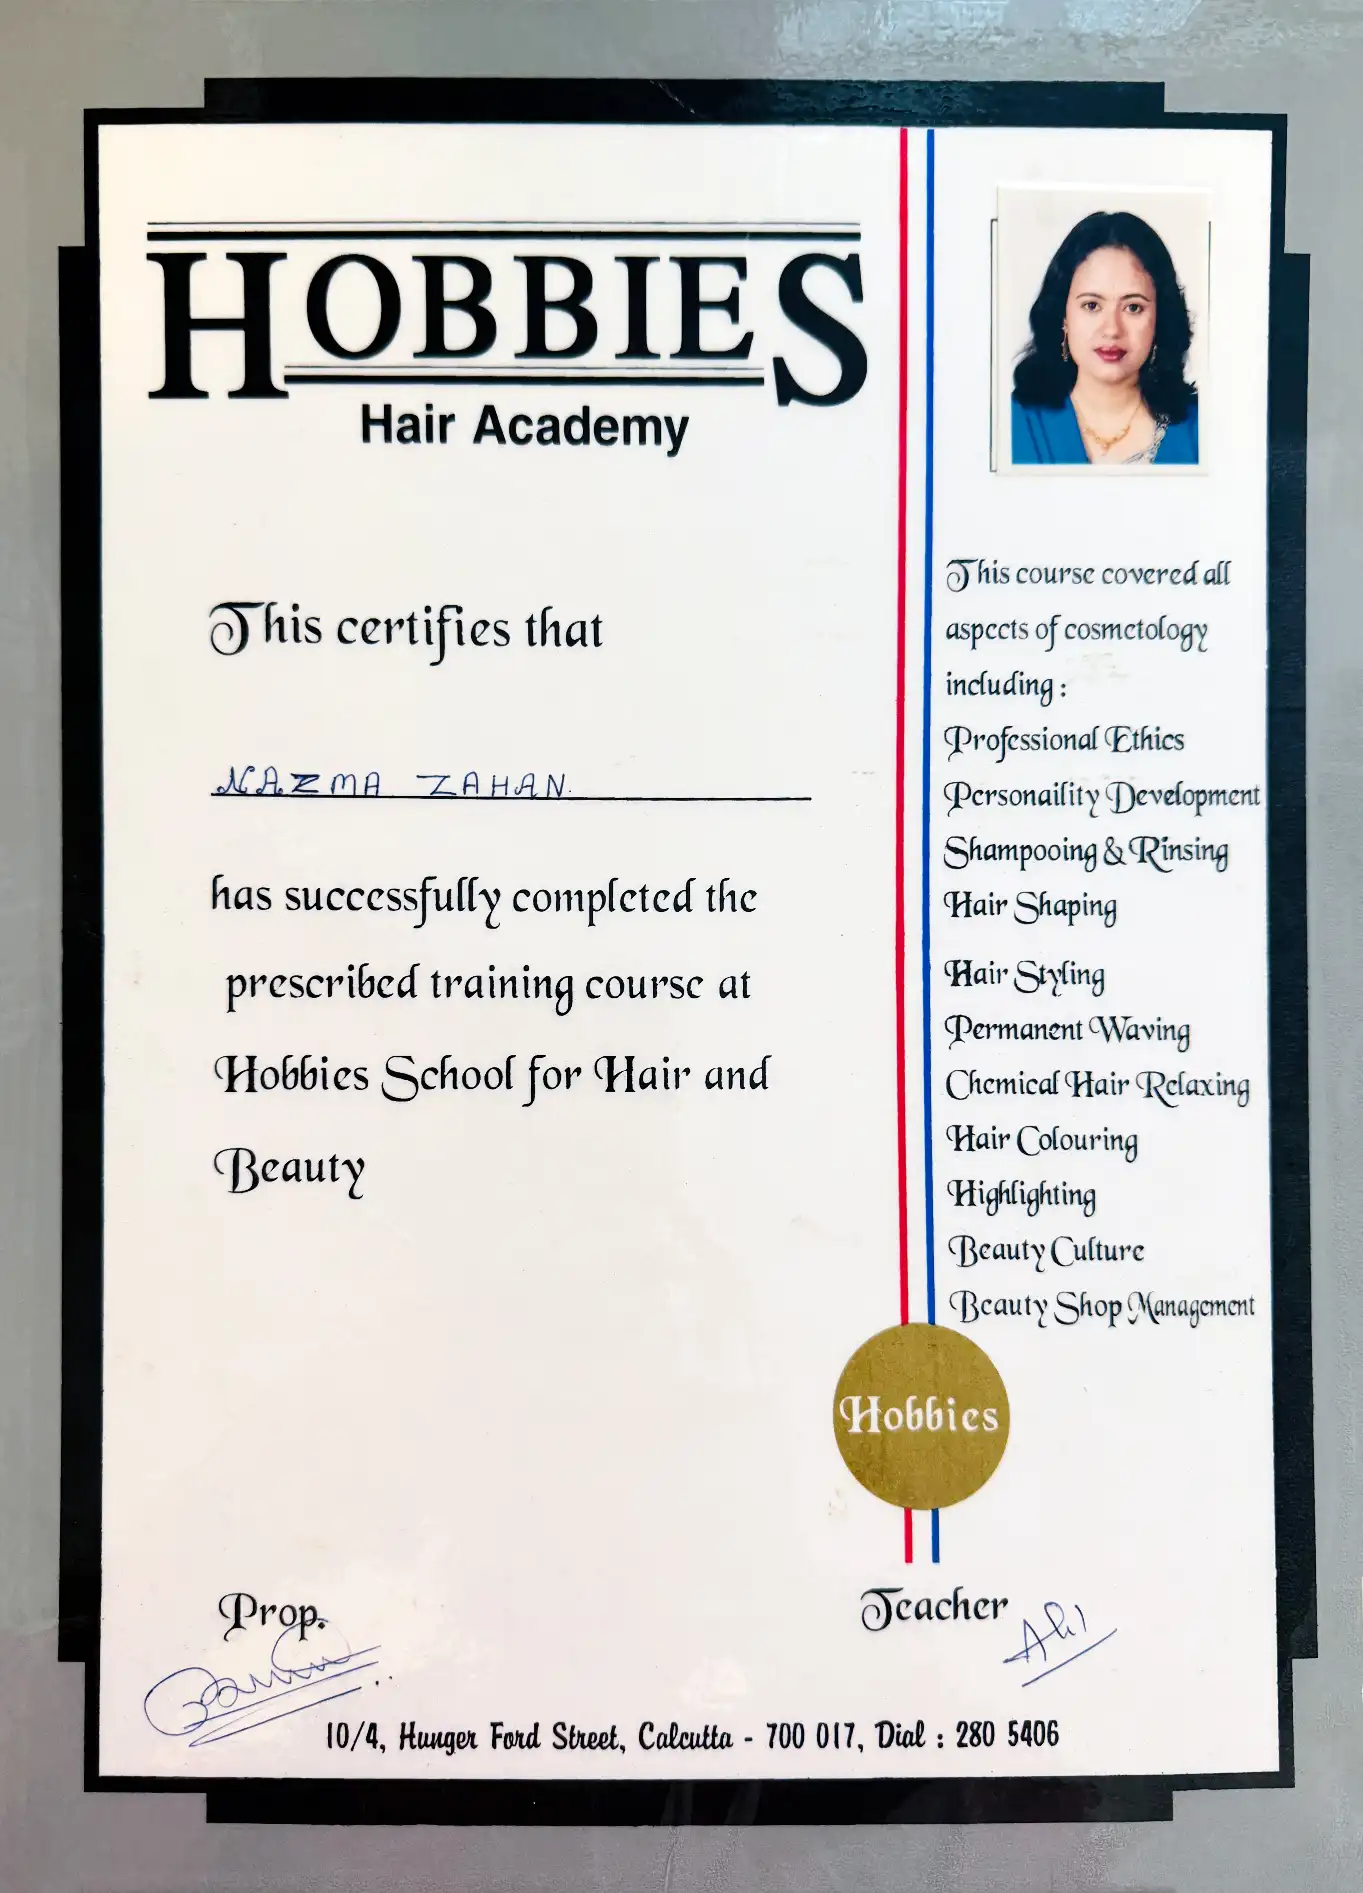 HOBBIES
Hair Academy
This certifies that
NAZMA ZAHAN.
has successfully completed the
prescribed training course at
Hobbies School for Hair and
Beauty
This course covered all
aspects of cosmetology
including :
Professional Ethics
Personaility Development
Shampooing & Rinsing
Hair Shaping
Hair Styling
Permanent Waving
Chemical Hair Relaxing
Hair Colouring
Highlighting
Beauty Culture
Beauty Shop Management
Hobbies
Prop.
Teacher
10/4, Hunger Ford Street, Calcutta - 700 017, Dial : 280 5406